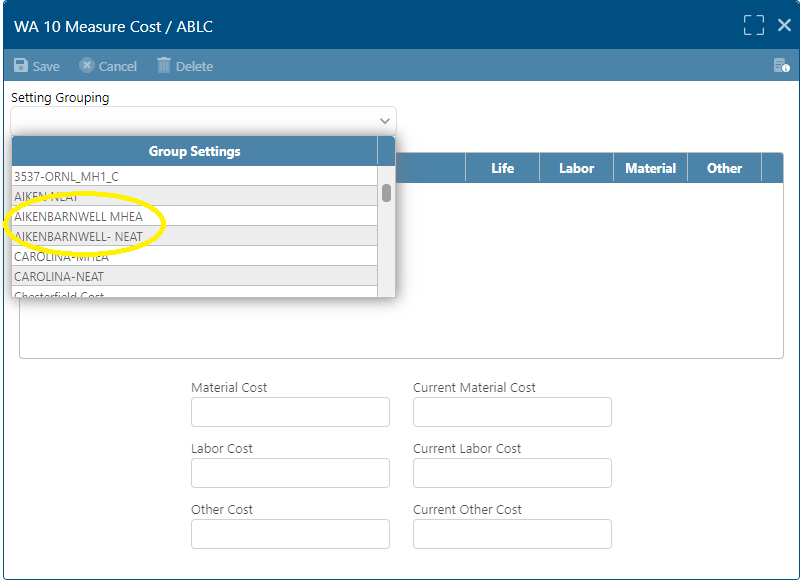 WA 10 Measure Cost / ABLC
Save Cancel Delete
Setting Grouping
Group Settings
Life Labor Material Other
3537-ORNL_MH1_C
AIKEN NEAT
AIKENBARNWELL MHEA
AIKENBARNWELL- NEAT
CAROLINA-MHEA
CAROLINA-NEAT
Chesterfield Cost
Material Cost Current Material Cost
Labor Cost Current Labor Cost
Other Cost Current Other Cost